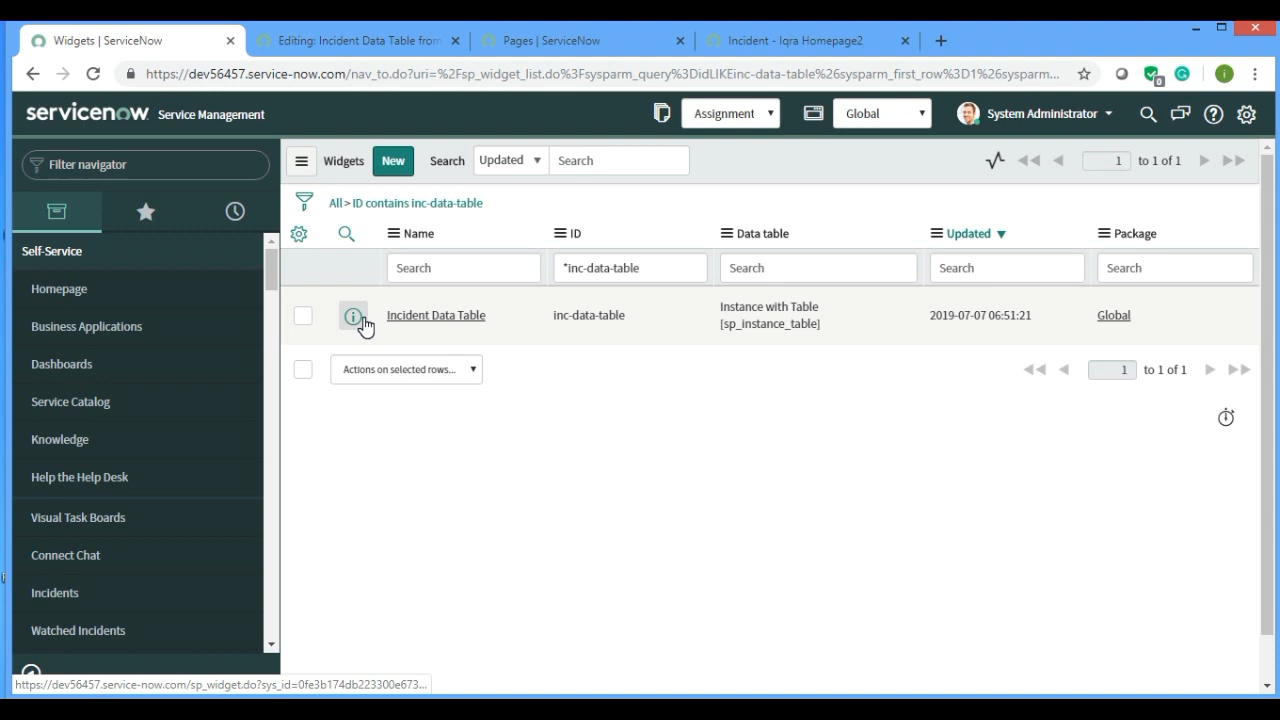 Widgets | ServiceNow
Editing: Incident Data Table from
Pages | ServiceNow
Incident - Iqra Homepage2
https://dev56457.service-now.com/nav_to.do?uri=%2Fsp_widget_list.do%3Fsysparm_query%3DidLIKEinc-data-table%26sysparm_first_row%3D1%26sysparm...
0
i
servicenow Service Management
Assignment
Global
System Administrator
Filter navigator
Widgets New Search Updated Search
1 to 1 of 1
All > ID contains inc-data-table
Name ID Data table Updated Package
Search *inc-data-table Search Search Search
Incident Data Table inc-data-table Instance with Table
[sp_instance_table] 2019-07-07 06:51:21 Global
Actions on selected rows...
1 to 1 of 1
Self-Service
Homepage
Business Applications
Dashboards
Service Catalog
Knowledge
Help the Help Desk
Visual Task Boards
Connect Chat
Incidents
Watched Incidents
https://dev56457.service-now.com/sp_widget.do?sys_id=0fe3b174db223300e673...